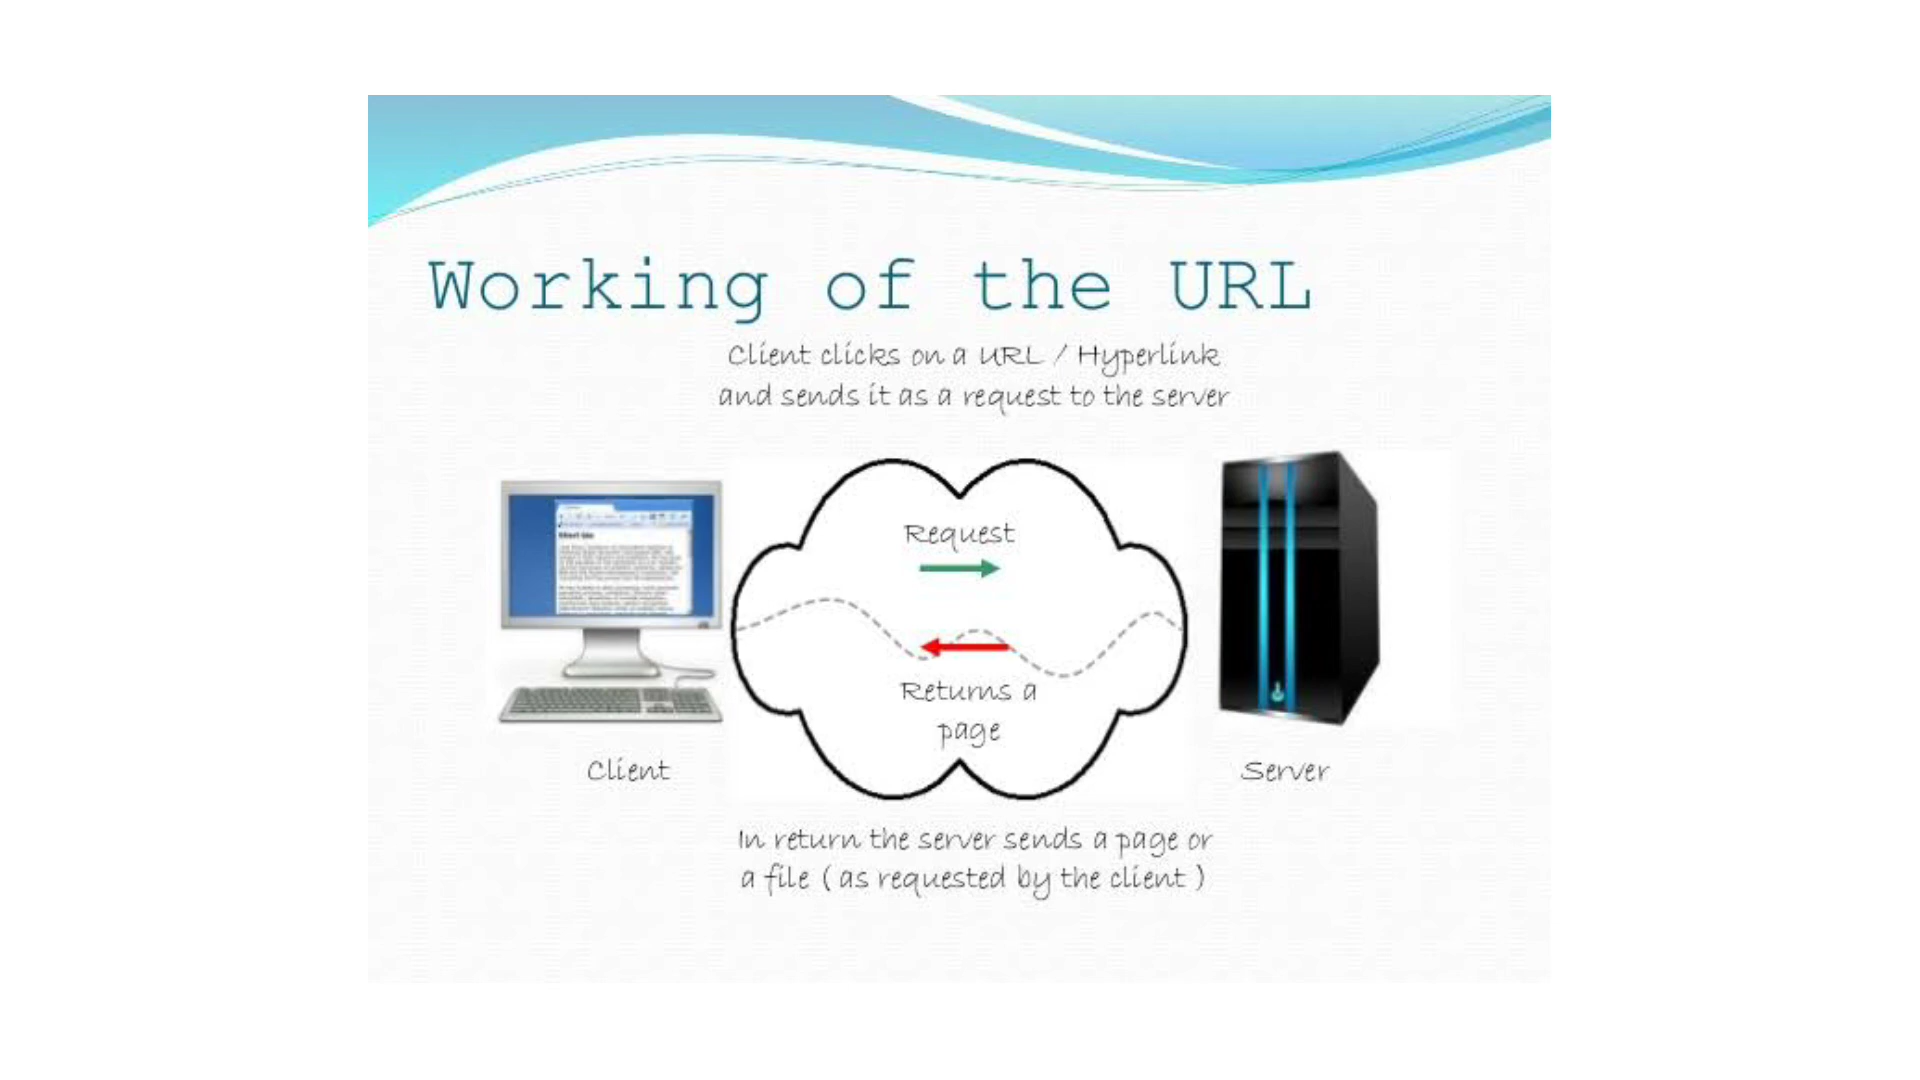 Working of the URL
Client clicks on a URL / Hyperlink
and sends it as a request to the server
Request
Returns a
page
Client
Server
In return the server sends a page or
a file ( as requested by the client )